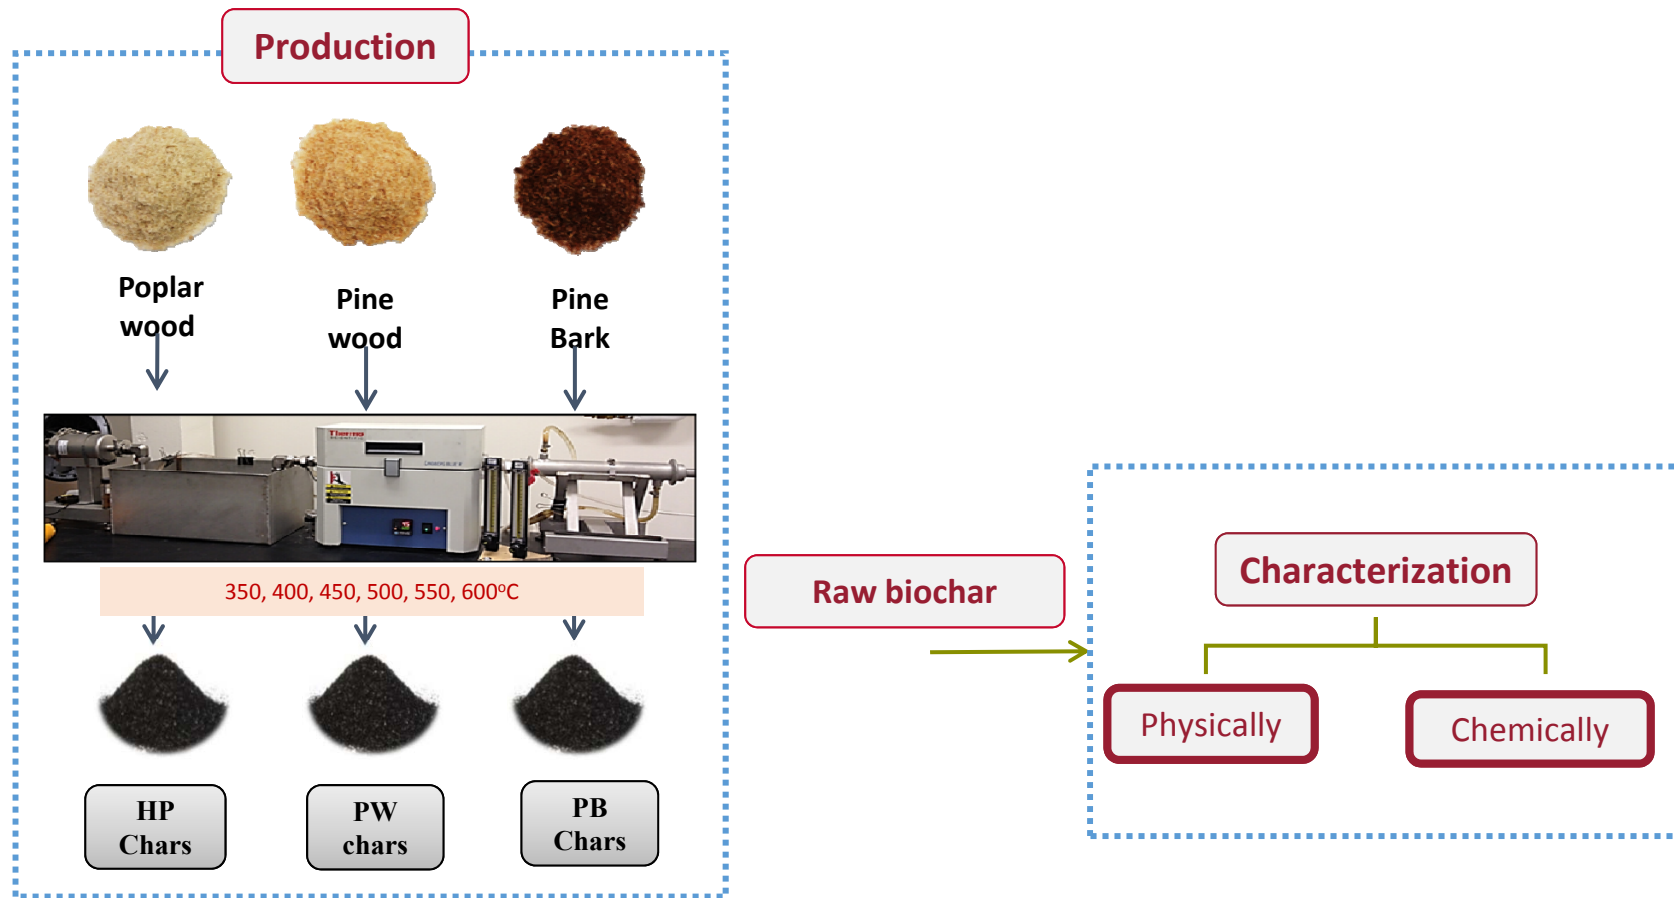 Production
Poplar
wood
Pine
wood
Pine
Bark
Thermo
350, 400, 450, 500, 550, 600°C
HP
Chars
PW
chars
PB
Chars
Raw biochar
Characterization
Physically
Chemically